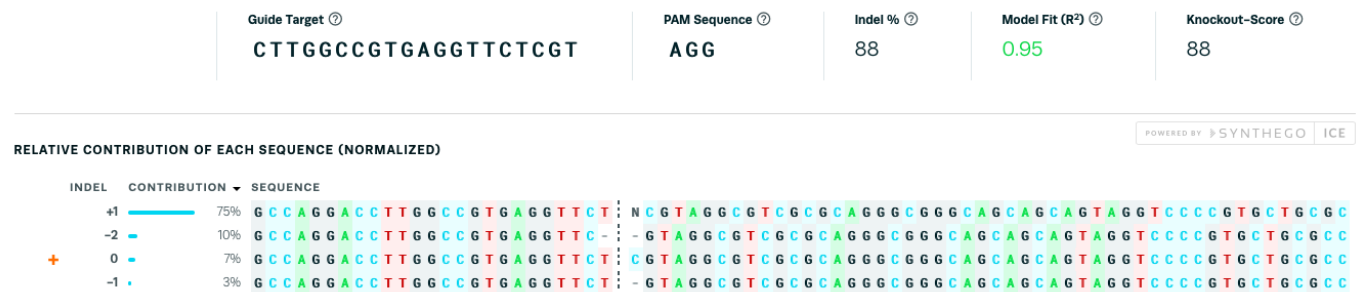 Guide Target ?
PAM Sequence ?
Indel % ?
Model Fit (R²) ?
Knockout-Score ?
CTTGGCCGTGAGGTTCTCGT
AGG
88
0.95
88
POWERED BY SYNTHEGO ICE
RELATIVE CONTRIBUTION OF EACH SEQUENCE (NORMALIZED)
INDEL CONTRIBUTION SEQUENCE
+1 75% GCCAGGACCTTGGCCGTGAGGTTCT NCGTAGGCGTCGCGCAGGGCGGGCAGCAGCAGTAGGTCCCCGTGCTGCGC
-2 10% GCCAGGACCTTGGCCGTGAGGTTC- -GTAGGCGTCGCGCAGGGCGGGCAGCAGCAGTAGGTCCCCGTGCTGCGCC
+ 0 7% GCCAGGACCTTGGCCGTGAGGTTCT CGTAGGCGTCGCGCAGGGCGGGCAGCAGCAGTAGGTCCCCGTGCTGCGCC
-1 3% GCCAGGACCTTGGCCGTGAGGTTCT -GTAGGCGTCGCGCAGGGCGGGCAGCAGCAGTAGGTCCCCGTGCTGCGCC